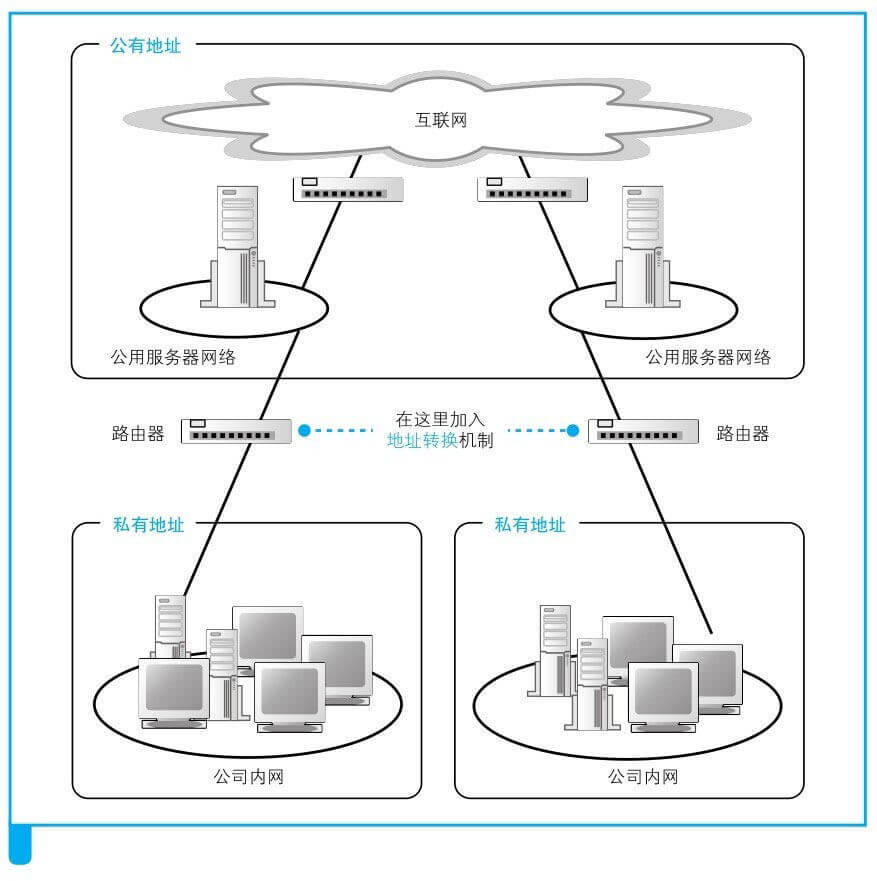 公有地址
互联网
公用服务器网络
公用服务器网络
路由器
在这里加入
地址转换机制
路由器
私有地址
私有地址
公司内网
公司内网